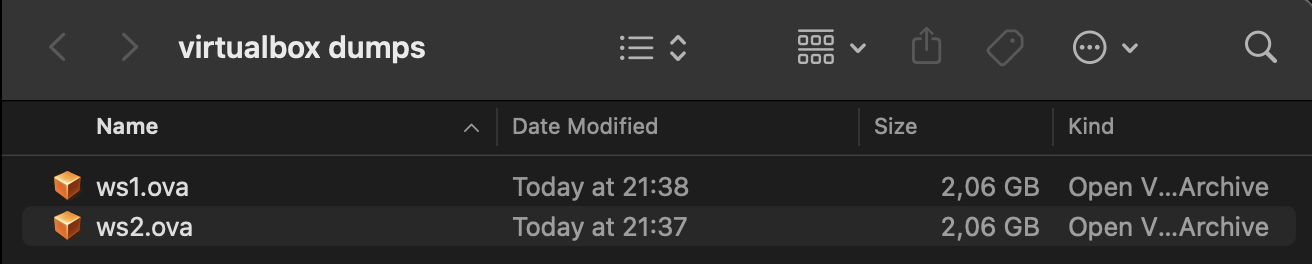 virtualbox dumps
Name Date Modified Size Kind
ws1.ova Today at 21:38 2,06 GB Open V...Archive
ws2.ova Today at 21:37 2,06 GB Open V...Archive